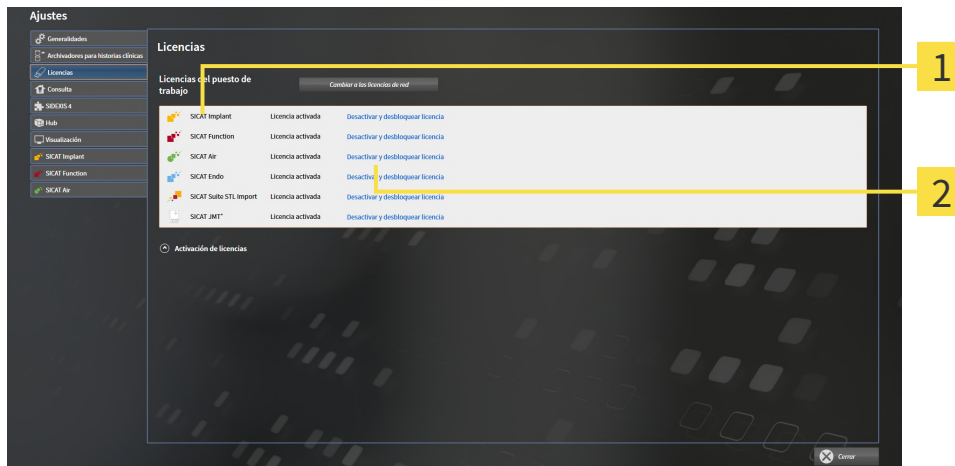 Ajustes
Generalidades
Archivadores para historias clínicas
Licencias
Consulta
SIDEXIS 4
Hub
Visualización
SICAT Implant
SICAT Function
SICAT Air
Licencias
Licencias del puesto de
trabajo
Cambiar a las licencias de red
SICAT Implant Licencia activada Desactivar y desbloquear licencia
SICAT Function Licencia activada Desactivar y desbloquear licencia
SICAT Air Licencia activada Desactivar y desbloquear licencia
SICAT Endo Licencia activada Desactivar y desbloquear licencia
SICAT Suite STL Import Licencia activada Desactivar y desbloquear licencia
SICAT JMT+ Licencia activada Desactivar y desbloquear licencia
Activación de licencias
Cerrar
1
2